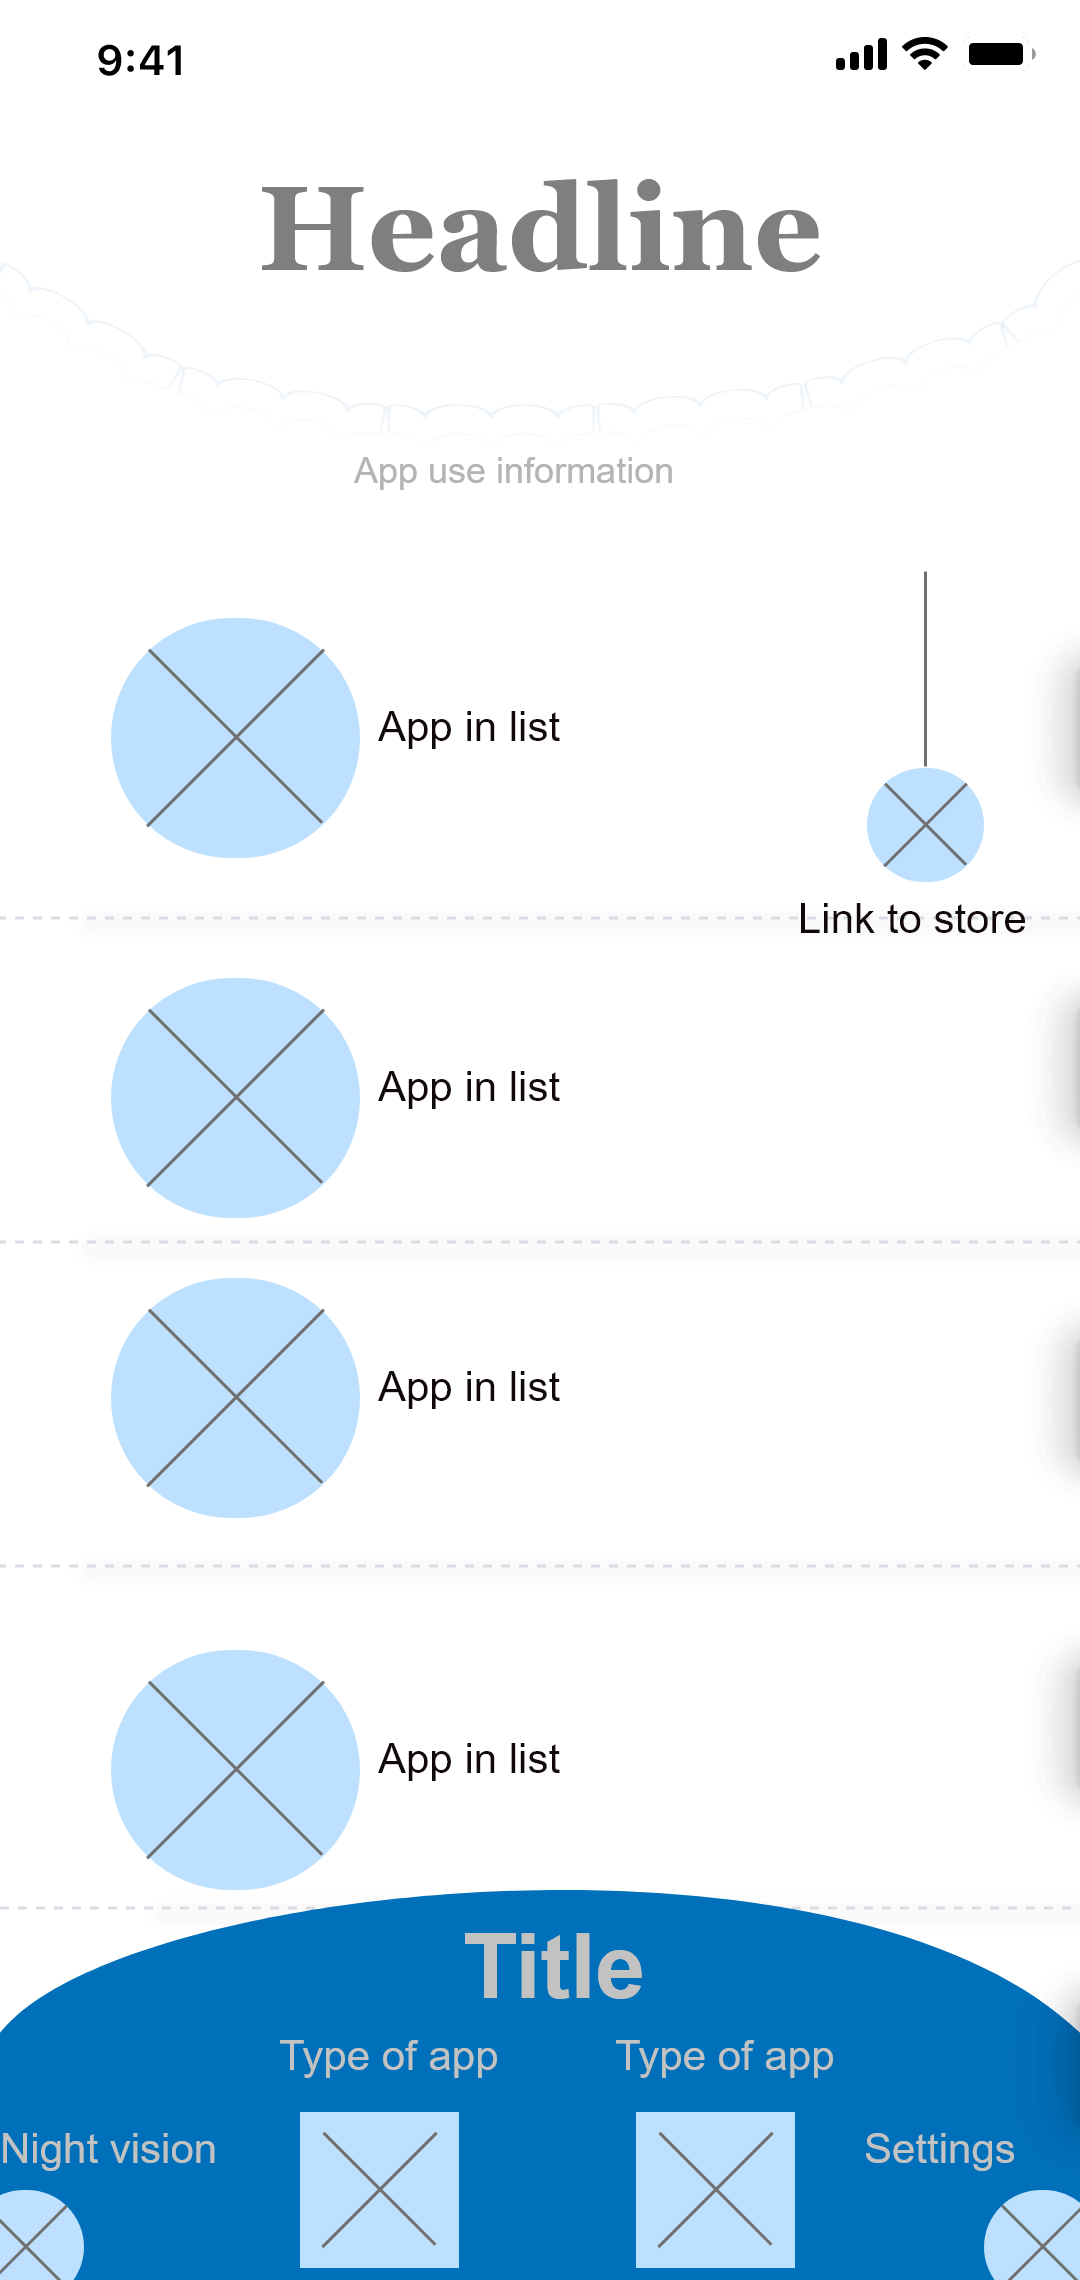 9:41
Headline
App use information
App in list
Link to store
App in list
App in list
App in list
Title
Type of app Type of app
Night vision Settings